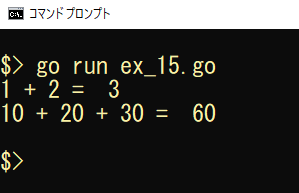 コマンドプロンプト
$> go run ex_15.go
1 + 2 =  3
10 + 20 + 30 =  60
$>